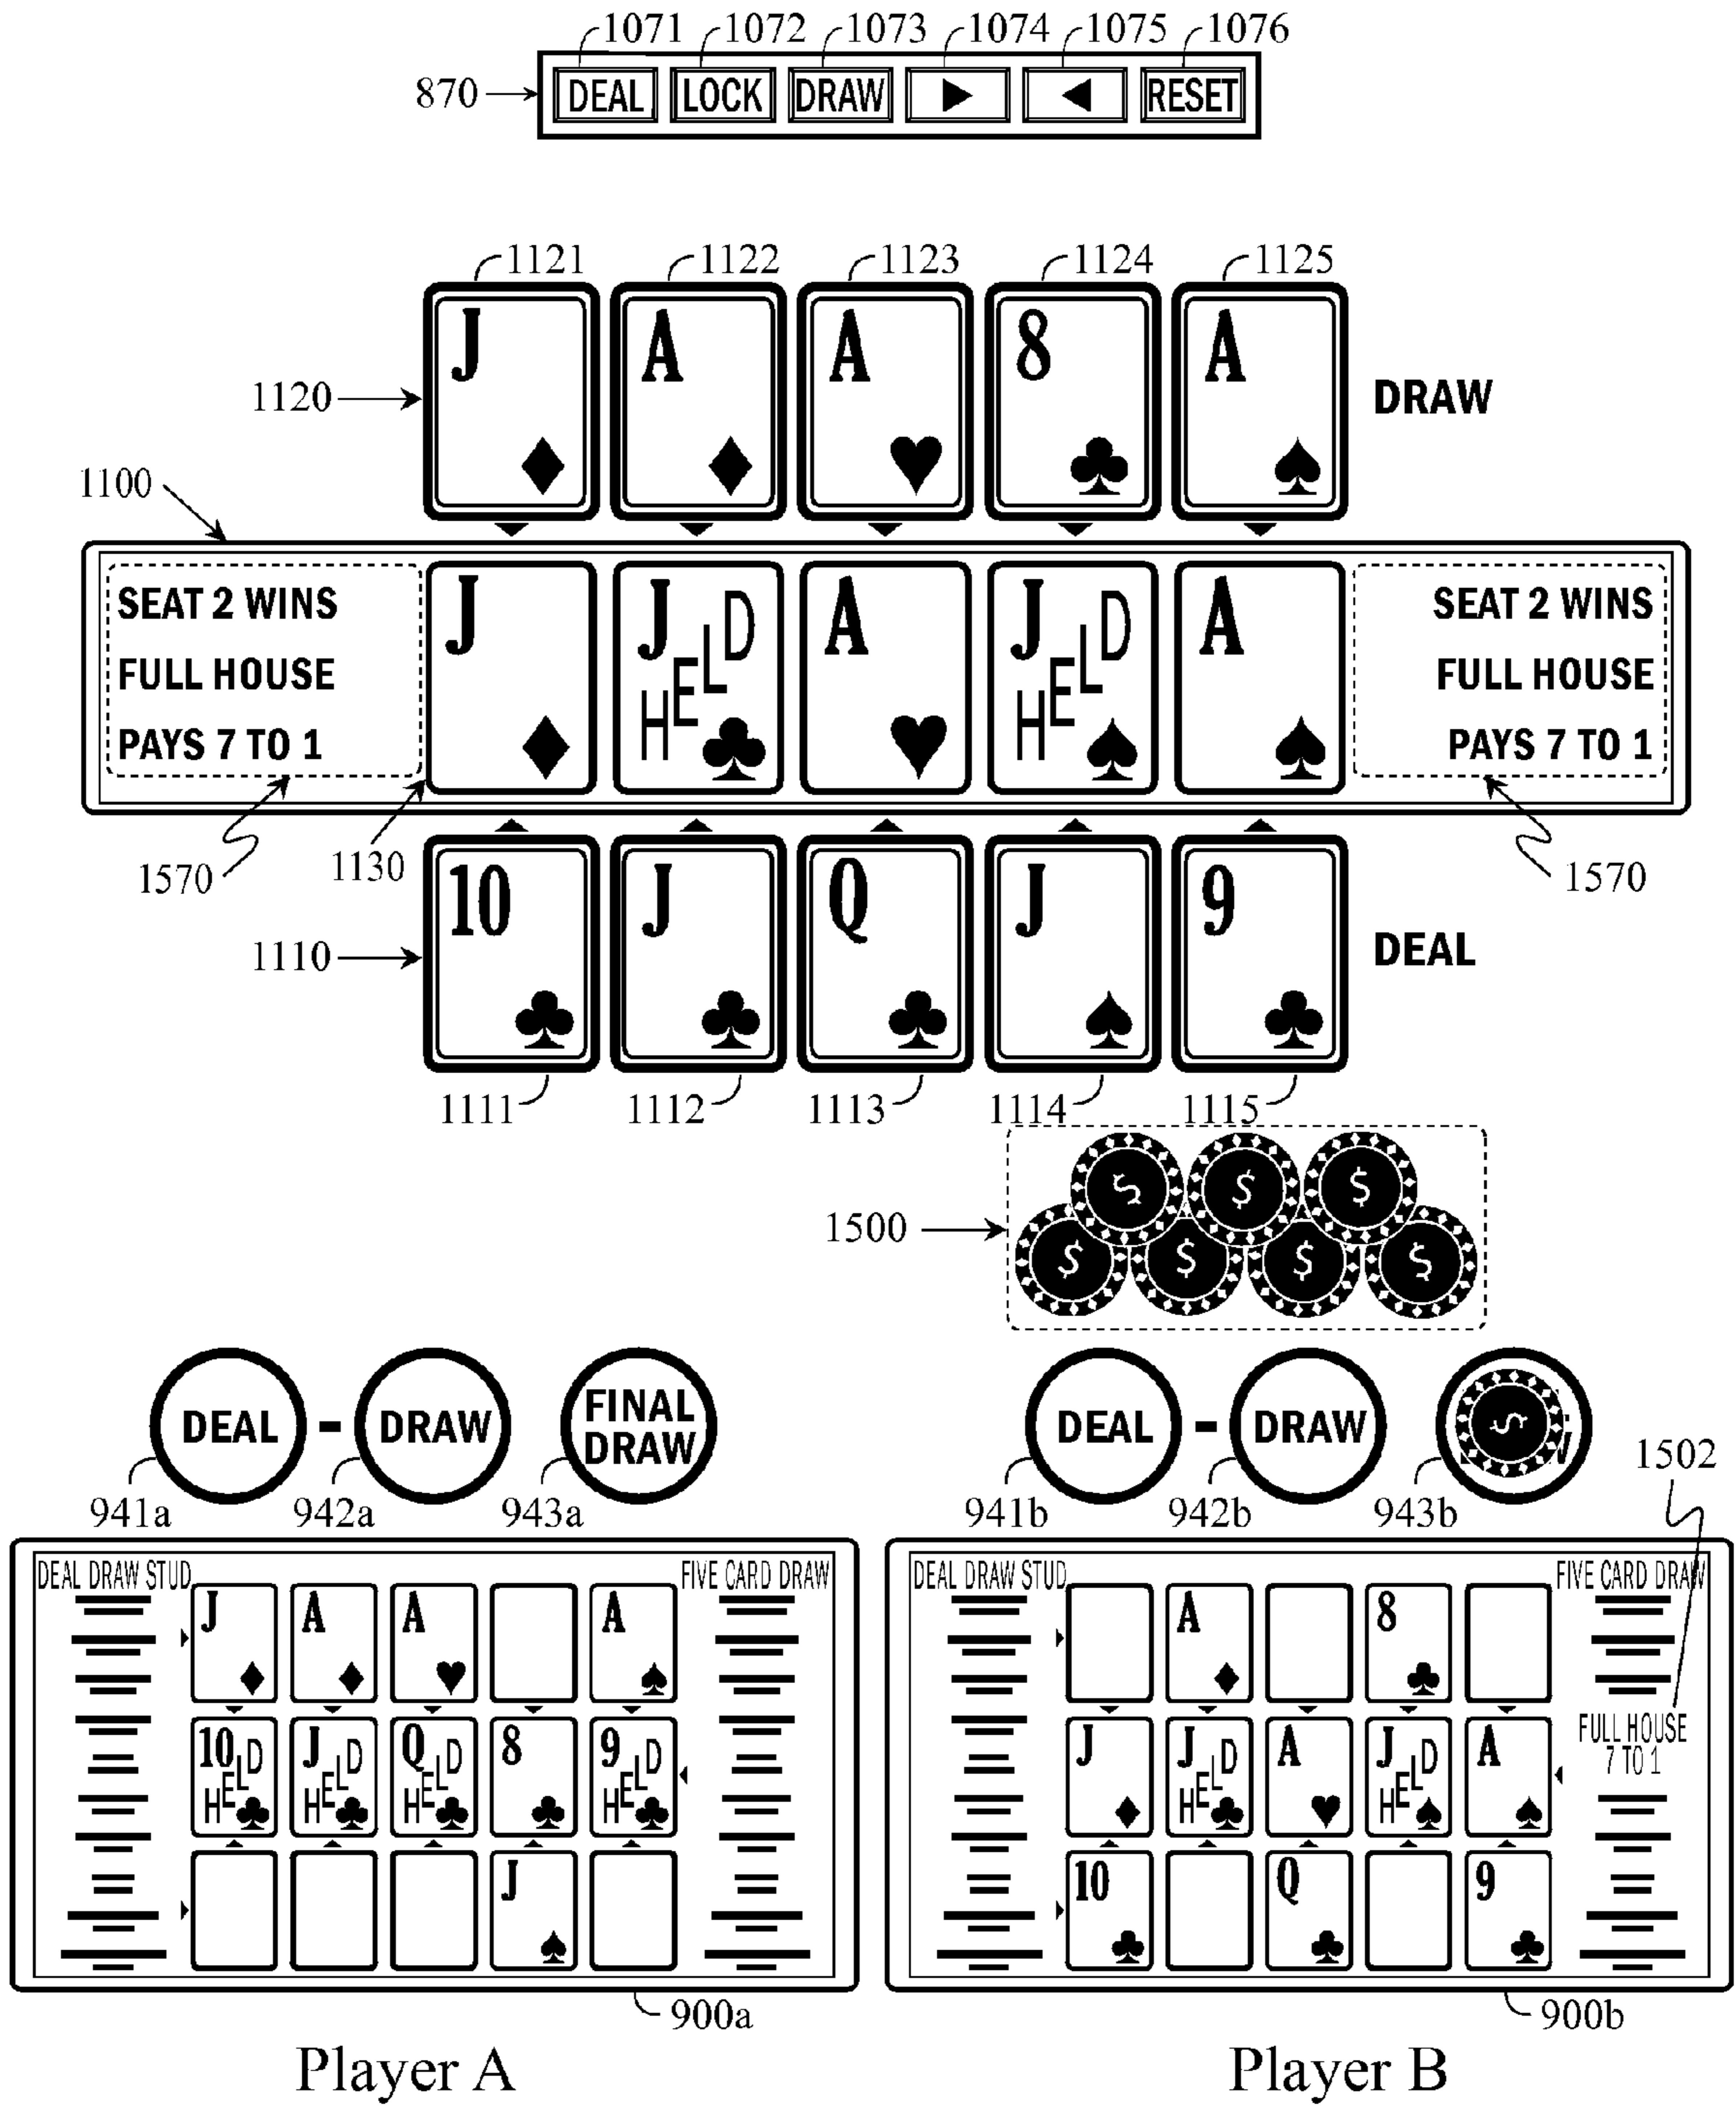 1071 1072 1073 1074 1075 1076
870 DEAL LOCK DRAW RESET
1121 1122 1123 1124 1125
J A A 8 A
1120 DRAW
1100
J J A J A
HELD HELD
SEAT 2 WINS SEAT 2 WINS
FULL HOUSE FULL HOUSE
PAYS 7 TO 1 PAYS 7 TO 1
1570 1130 1570
10 J Q J 9
1110 DEAL
1111 1112 1113 1114 1115
$ $ $
1500
$ $ $ $
DEAL - DRAW FINAL DRAW DEAL - DRAW $
1502
941a 942a 943a 941b 942b 943b
DEAL DRAW STUD FIVE CARD DRAW
J A A A
10 J Q 8 9
HELD HELD HELD HELD
J
900a
Player A
DEAL DRAW STUD FIVE CARD DRAW
A 8
J J A J A
HELD HELD
FULL HOUSE
7 TO 1
10 Q 9
900b
Player B